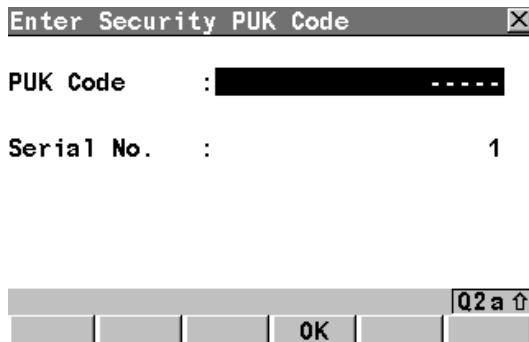 Enter Security PUK Code
PUK Code : -----
Serial No. : 1
Q2a⇧
OK